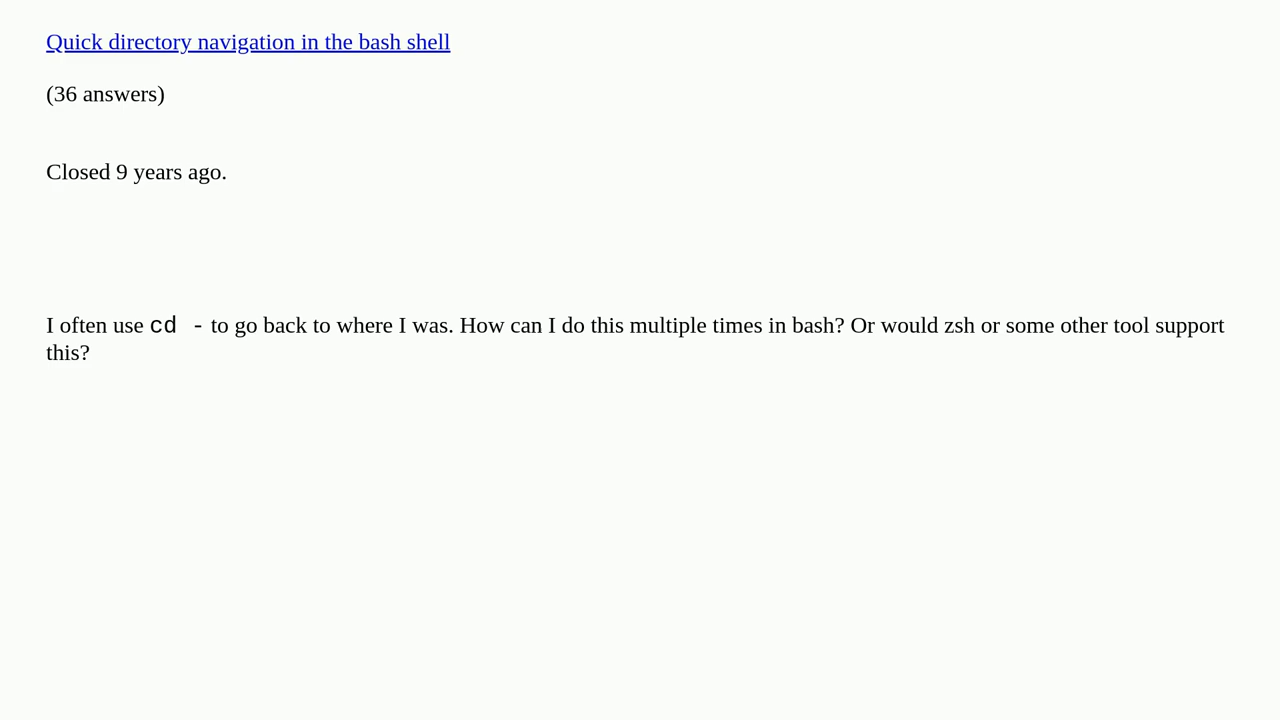 Quick directory navigation in the bash shell
(36 answers)
Closed 9 years ago.
I often use cd - to go back to where I was. How can I do this multiple times in bash? Or would zsh or some other tool support
this?